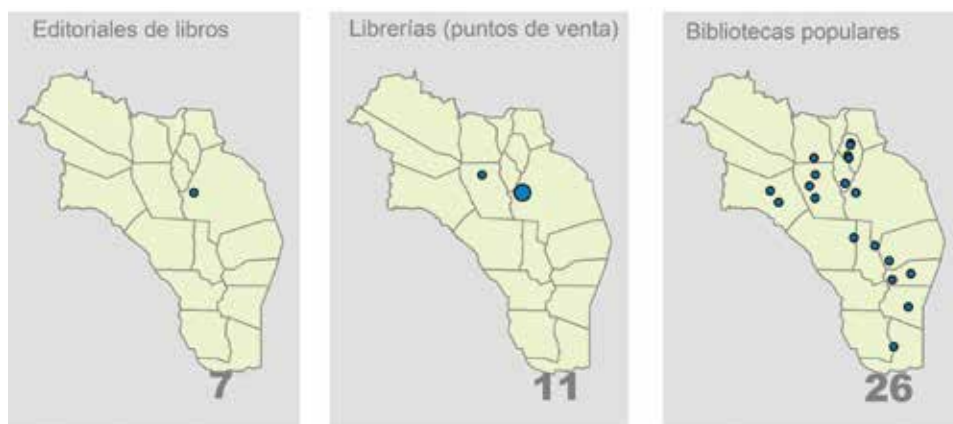 Editoriales de libros
7
Librerías (puntos de venta)
11
Bibliotecas populares
26